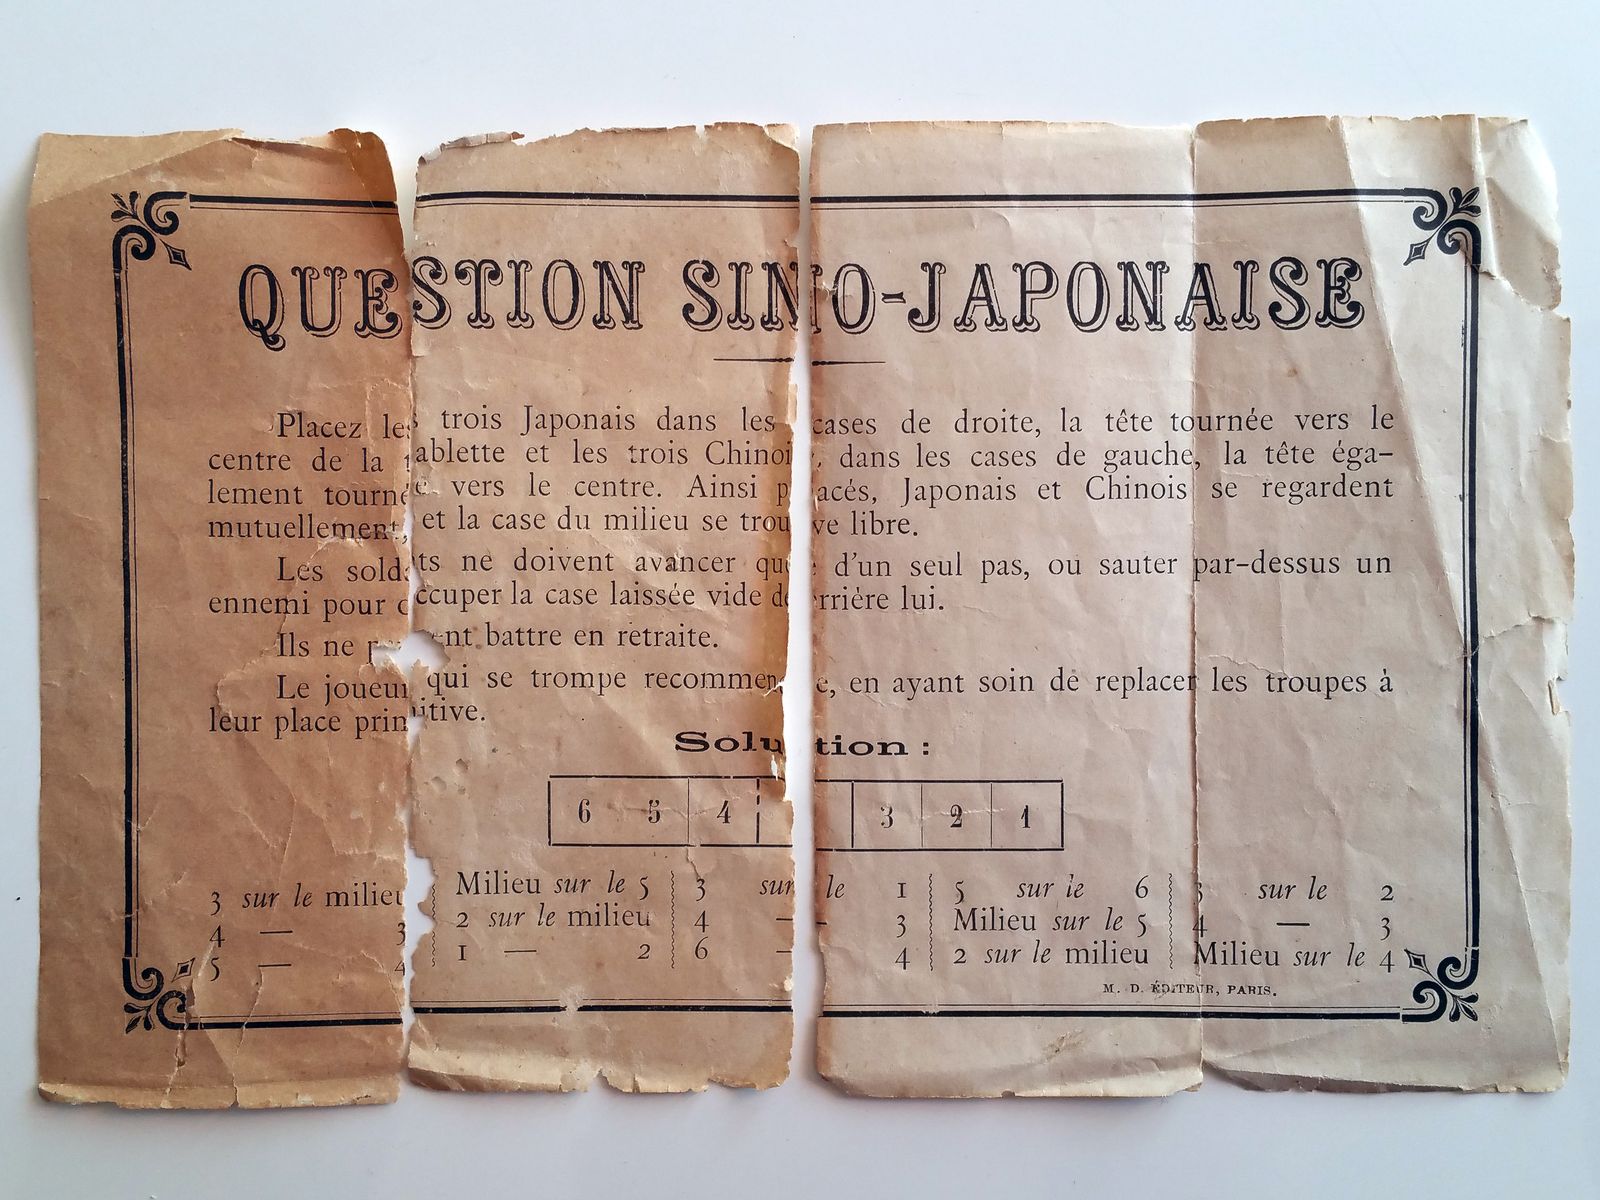 QUESTION SINO-JAPONAISE
Placez les trois Japonais dans les cases de droite, la tête tournée vers le
centre de la tablette et les trois Chinois, dans les cases de gauche, la tête éga-
lement tournée vers le centre. Ainsi placés, Japonais et Chinois se regardent
mutuellement, et la case du milieu se trouve libre.
Les soldats ne doivent avancer que d'un seul pas, ou sauter par-dessus un
ennemi pour occuper la case laissée vide derrière lui.
Ils ne peuvent battre en retraite.
Le joueur qui se trompe recommence, en ayant soin de replacer les troupes à
leur place primitive.
Solution :
6 5 4 3 2 1
3 sur le milieu
4 — 3
5 — 4
Milieu sur le 5
2 sur le milieu
1 — 2
3 sur le 1
4 — 3
6 — 4
5 sur le 6
Milieu sur le 5
2 sur le milieu
3 sur le 2
4 — 3
Milieu sur le 4
M. D. ÉDITEUR, PARIS.